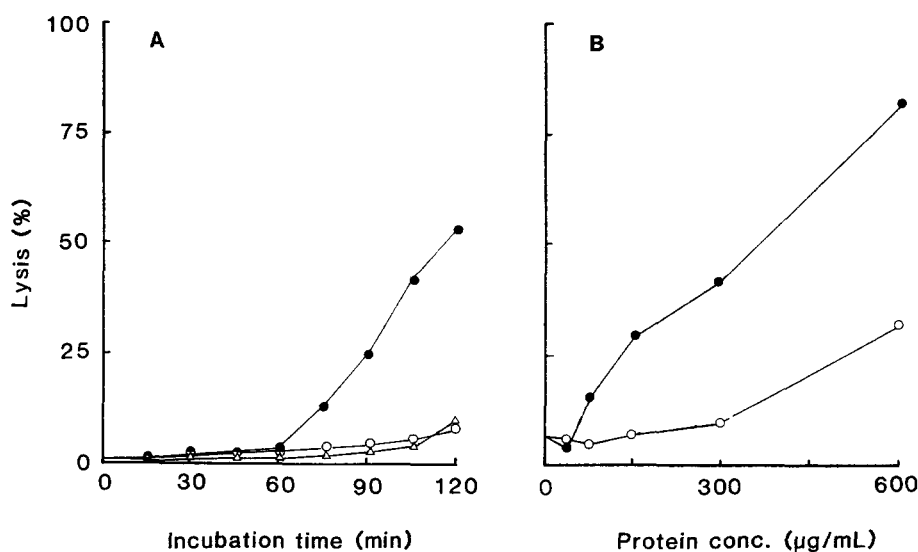 A
B
100
75
50
25
0
Lysis (%)
0 30 60 90 120
0 300 600
Incubation time (min)
Protein conc. (µg/mL)